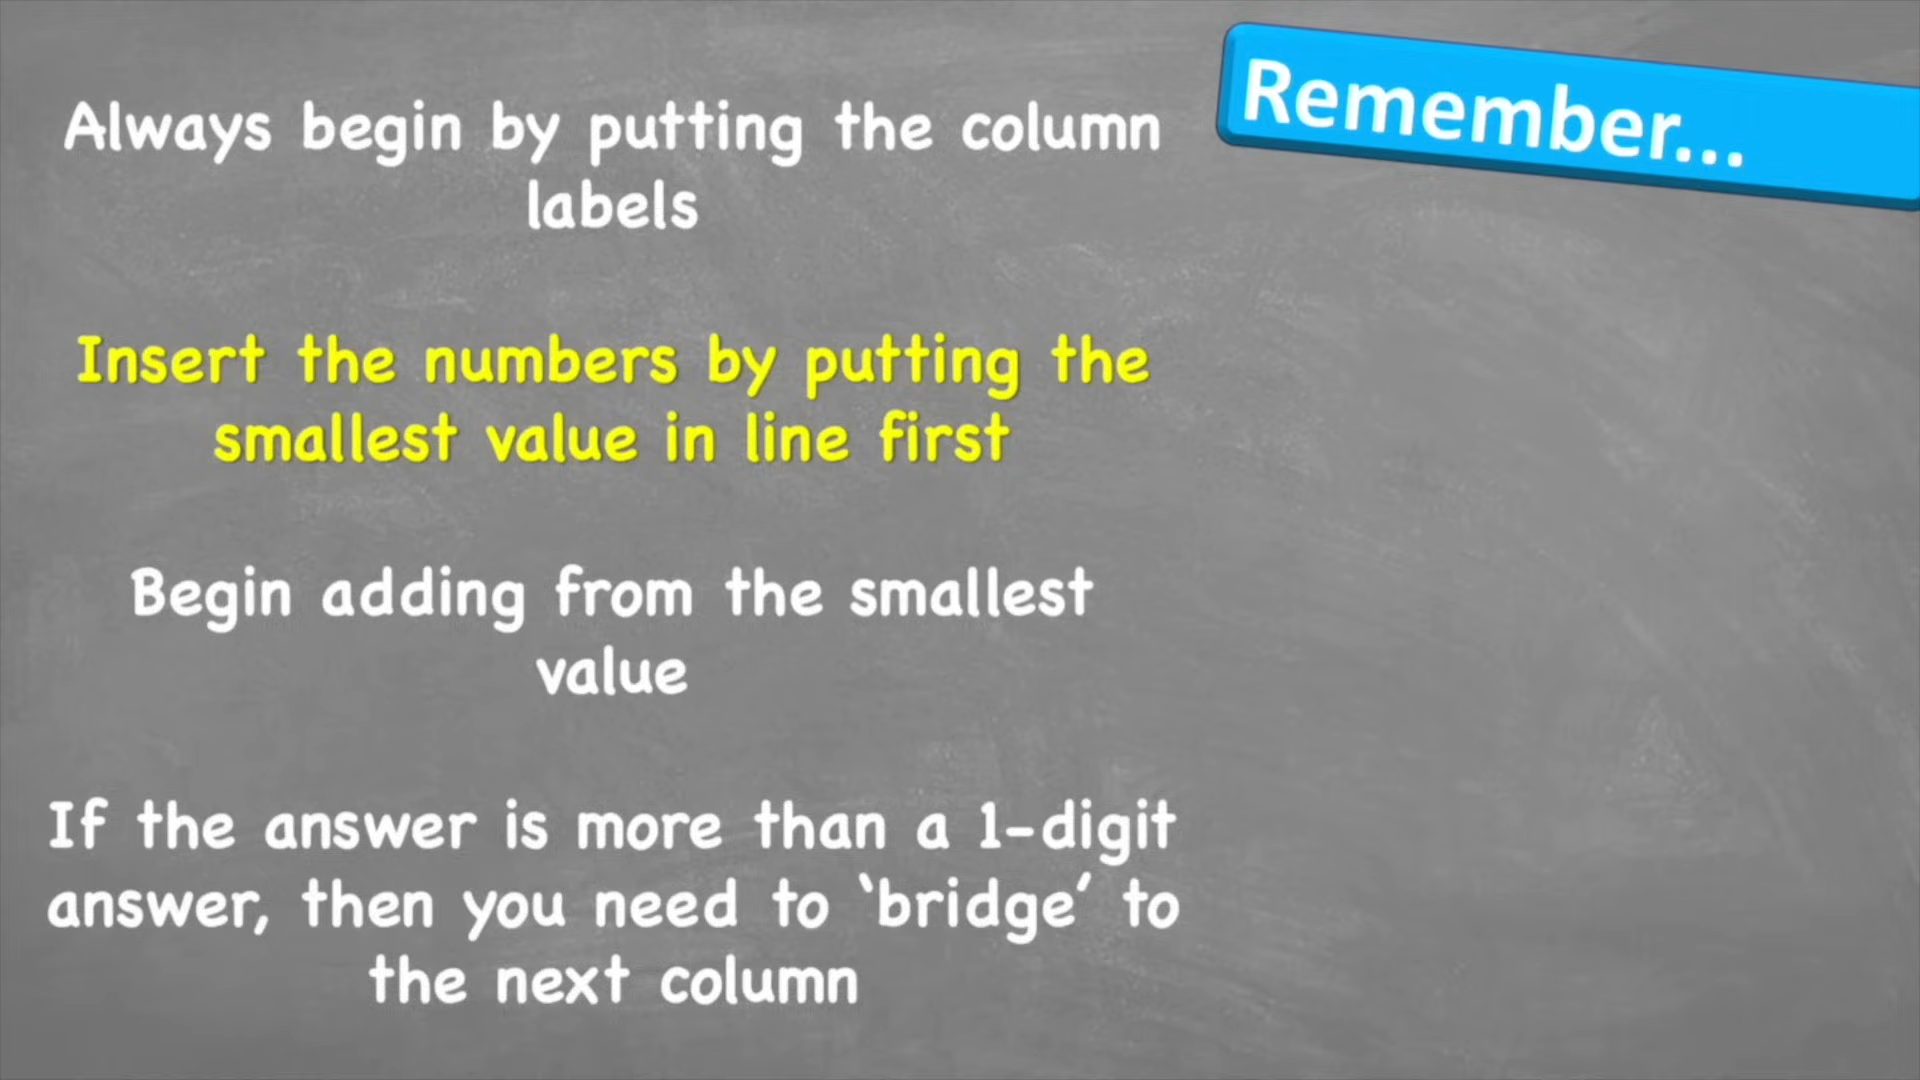 Remember...
Always begin by putting the column
labels
Insert the numbers by putting the
smallest value in line first
Begin adding from the smallest
value
If the answer is more than a 1-digit
answer, then you need to ‘bridge’ to
the next column